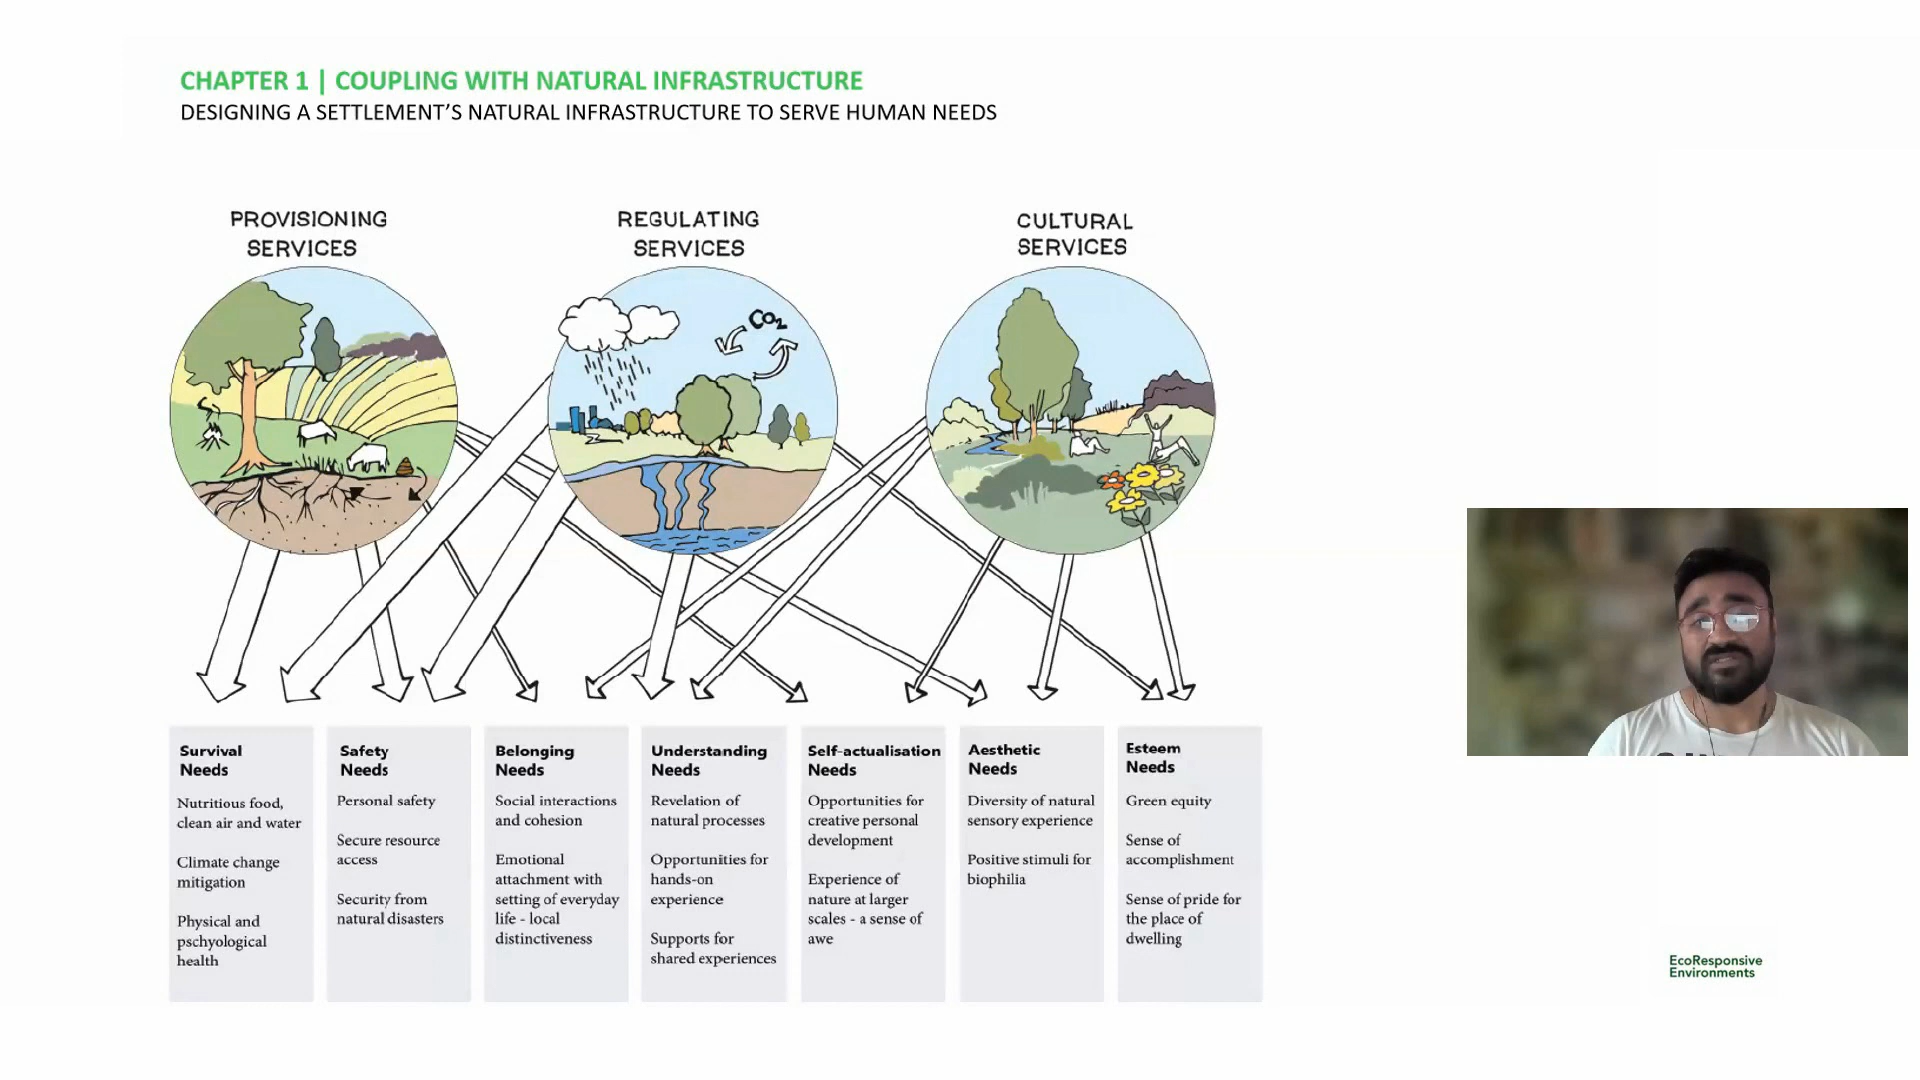 CHAPTER 1 | COUPLING WITH NATURAL INFRASTRUCTURE
DESIGNING A SETTLEMENT'S NATURAL INFRASTRUCTURE TO SERVE HUMAN NEEDS
PROVISIONING
SERVICES
REGULATING
SERVICES
CULTURAL
SERVICES
CO2
Survival
Needs
Nutritious food,
clean air and water
Climate change
mitigation
Physical and
pschyological
health
Safety
Needs
Personal safety
Secure resource
access
Security from
natural disasters
Belonging
Needs
Social interactions
and cohesion
Emotional
attachment with
setting of everyday
life - local
distinctiveness
Understanding
Needs
Revelation of
natural processes
Opportunities for
hands-on
experience
Supports for
shared experiences
Self-actualisation
Needs
Opportunities for
creative personal
development
Experience of
nature at larger
scales - a sense of
awe
Aesthetic
Needs
Diversity of natural
sensory experience
Positive stimuli for
biophilia
Esteem
Needs
Green equity
Sense of
accomplishment
Sense of pride for
the place of
dwelling
EcoResponsive
Environments